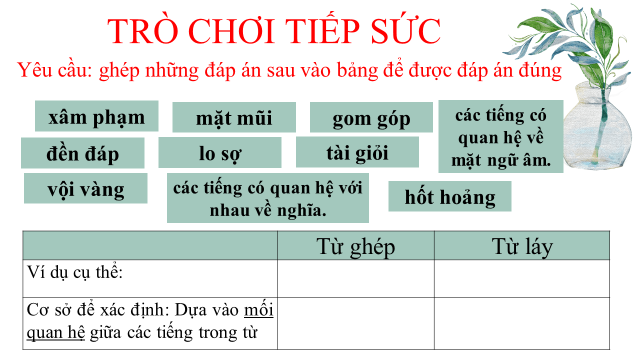 TRÒ CHƠI TIẾP SỨC
Yêu cầu: ghép những đáp án sau vào bảng để được đáp án đúng
xâm phạm
mặt mũi
gom góp
các tiếng có
quan hệ về
mặt ngữ âm.
đền đáp
lo sợ
tài giỏi
vội vàng
các tiếng có quan hệ với
nhau về nghĩa.
hốt hoảng
Từ ghép
Từ láy
Ví dụ cụ thể:
Cơ sở để xác định: Dựa vào mối
quan hệ giữa các tiếng trong từ